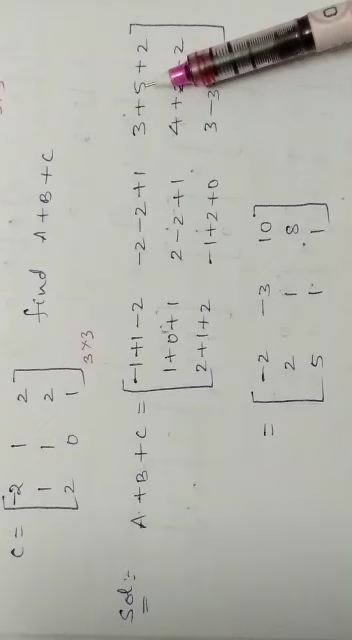 C = [ -2 1 2
1 1 2
2 0 1 ] 3×3
find A+B+C
Sol:-
A+B+C = [ -1+1-2 -2-2+1 3+5+2 ]
1+0+1 2-2+1 4+
2+1+2 -1+2+0 3-3
= [ -2 -3 10
2 1 8
5 1 1 ]